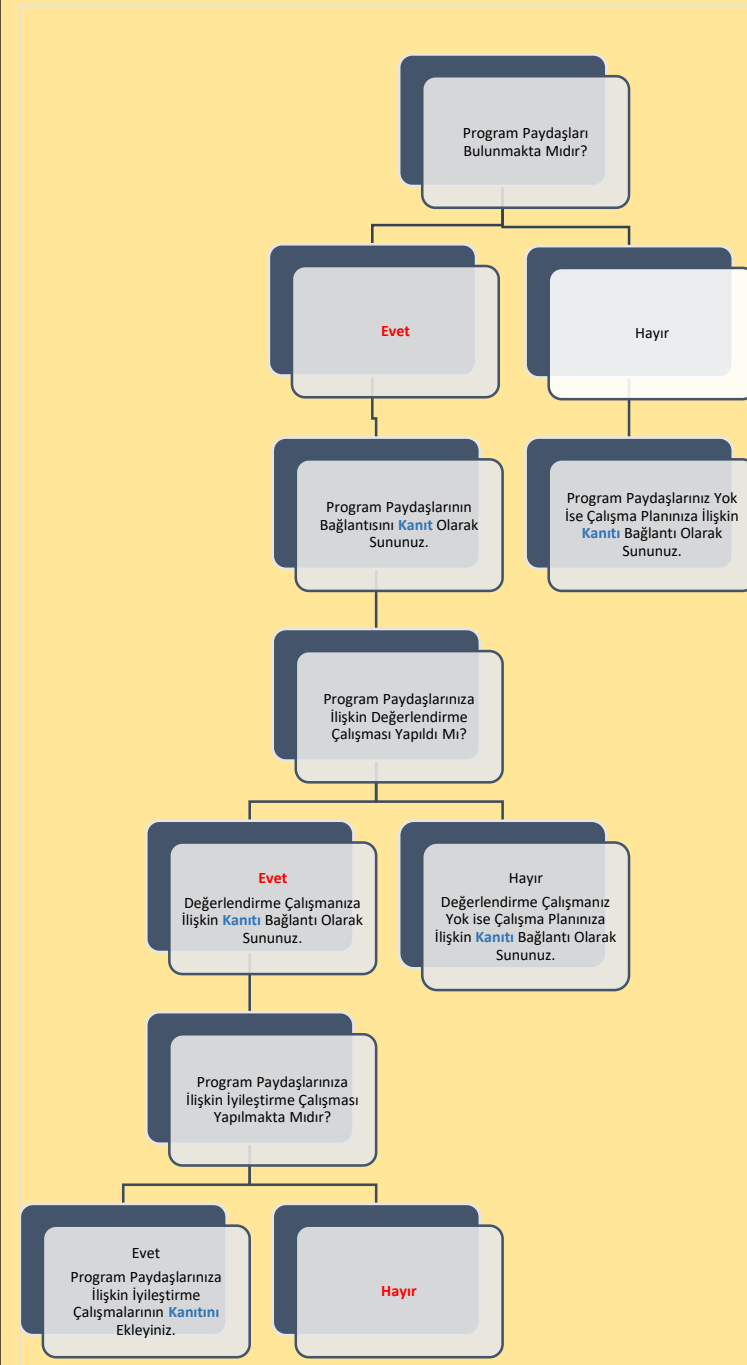 Program Paydaşları
Bulunmakta Mıdır?
Evet
Hayır
Program Paydaşlarının
Bağlantısını Kanıt Olarak
Sununuz.
Program Paydaşlarınız Yok
İse Çalışma Planınıza İlişkin
Kanıtı Bağlantı Olarak
Sununuz.
Program Paydaşlarınıza
İlişkin Değerlendirme
Çalışması Yapıldı Mı?
Evet
Değerlendirme Çalışmanıza
İlişkin Kanıtı Bağlantı Olarak
Sununuz.
Hayır
Değerlendirme Çalışmanız
Yok ise Çalışma Planınıza
İlişkin Kanıtı Bağlantı Olarak
Sununuz.
Program Paydaşlarınıza
İlişkin İyileştirme Çalışması
Yapılmakta Mıdır?
Evet
Program Paydaşlarınıza
İlişkin İyileştirme
Çalışmalarının Kanıtını
Ekleyiniz.
Hayır